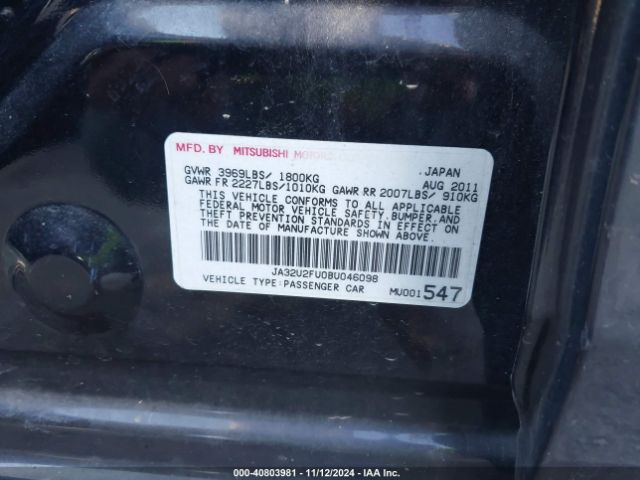 MFD. BY MITSUBISHI MOTORS
JAPAN
GVWR 3969LBS/ 1800KG AUG 2011
GAWR FR 2227LBS/1010KG GAWR RR 2007LBS/ 910KG
THIS VEHICLE CONFORMS TO ALL APPLICABLE
FEDERAL MOTOR VEHICLE SAFETY,BUMPER,AND
THEFT PREVENTION STANDARDS IN EFFECT ON
THE DATE OF MANUFACTURE SHOWN ABOVE.
JA32U2FU0BU046098
VEHICLE TYPE:PASSENGER CAR MU001547
000-40803981 - 11/12/2024 - IAA Inc.